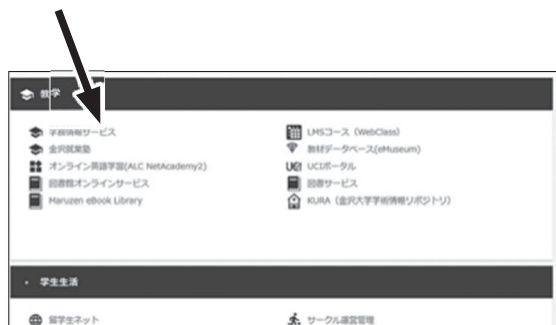 教学
学務情報サービス
金沢就業塾
オンライン英語学習(ALC NetAcademy2)
図書館オンラインサービス
Maruzen eBook Library
LMSコース (WebClass)
教材データベース(eMuseum)
UCIポータル
図書サービス
KURA (金沢大学学術情報リポジトリ)
学生生活
留学生ネット
サークル運営管理